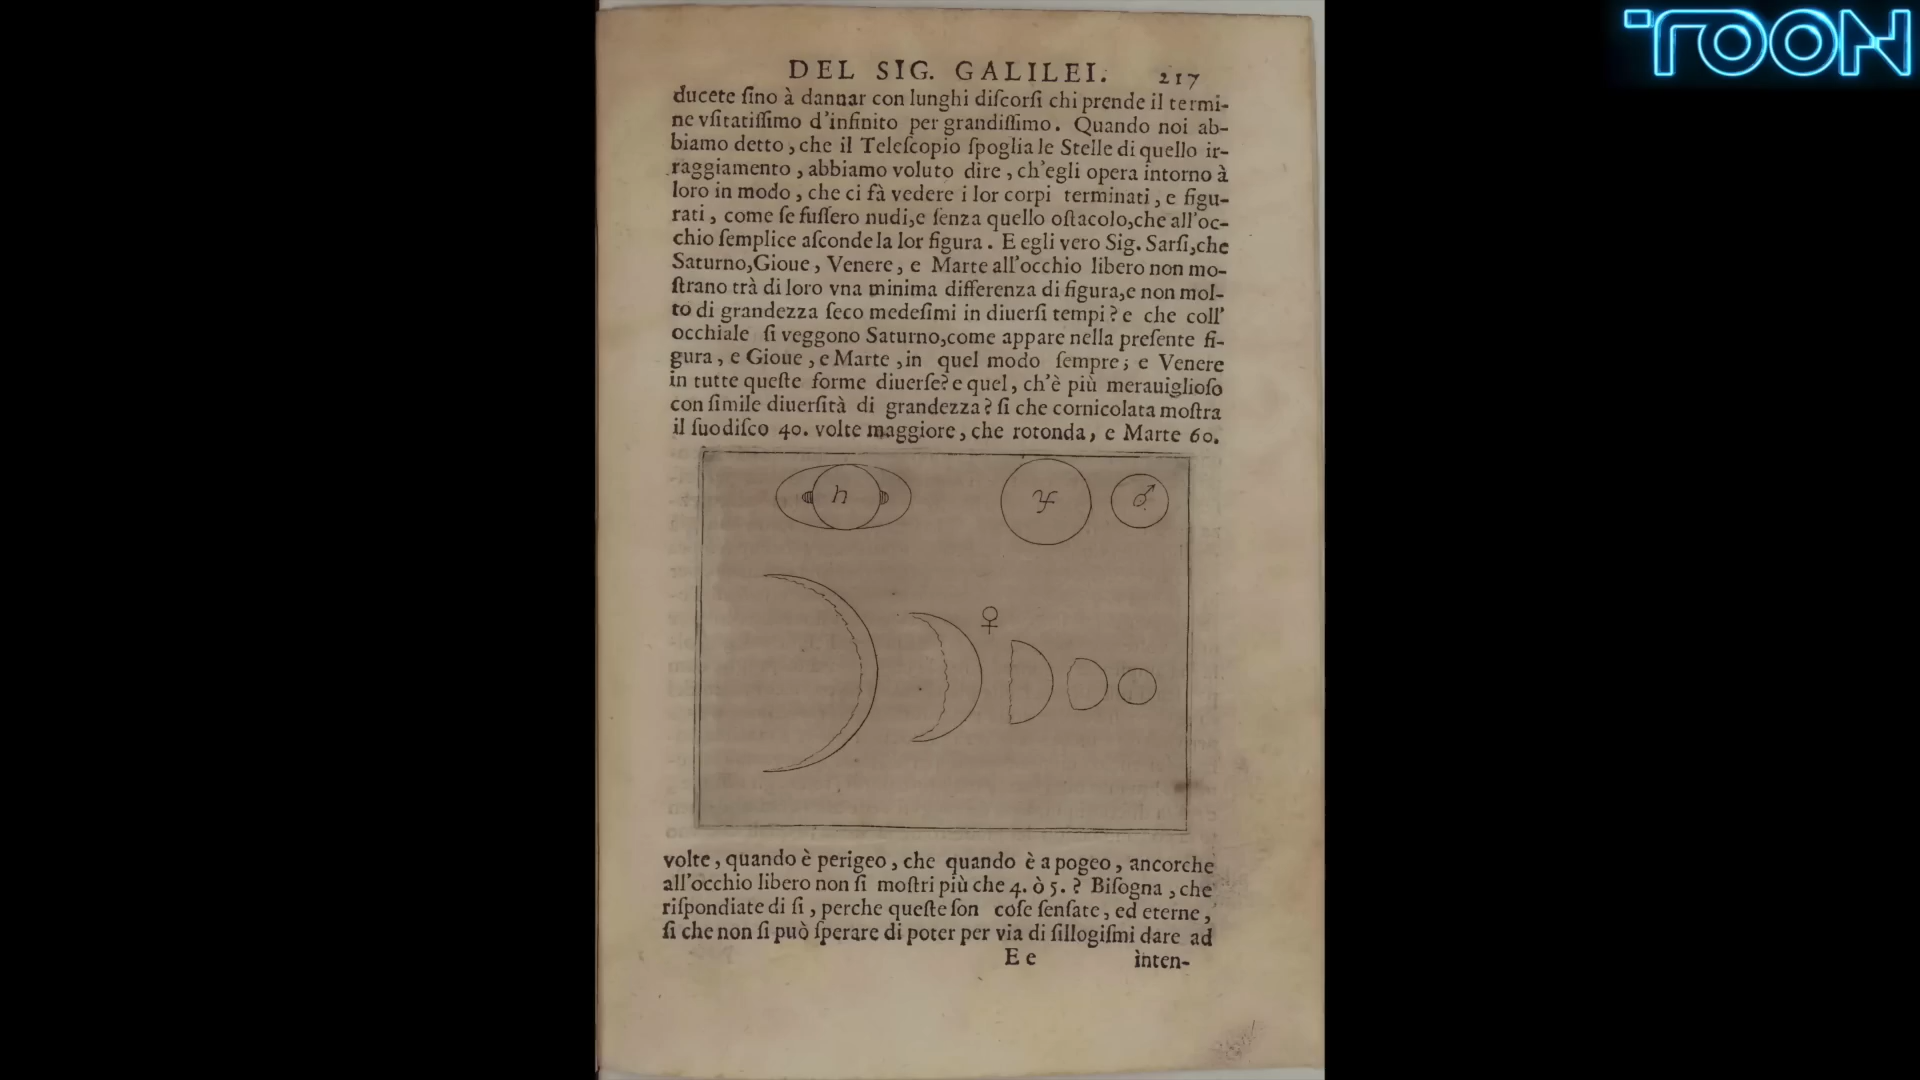 TOON
DEL SIG. GALILEI. 217
ducete ſino à dannar con lunghi diſcorſi chi prende il termi-
ne vſitatiſſimo d'infinito per grandiſſimo. Quando noi ab-
biamo detto, che il Teleſcopio ſpoglia le Stelle di quello ir-
raggiamento, abbiamo voluto dire, ch'egli opera intorno à
loro in modo, che ci fà vedere i lor corpi terminati, e figu-
rati, come ſe fuſſero nudi, e ſenza quello oſtacolo, che all'oc-
chio ſemplice aſconde la lor figura. E egli vero Sig. Sarſi, che
Saturno, Gioue, Venere, e Marte all'occhio libero non mo-
ſtrano trà di loro vna minima differenza di figura, e non mol-
to di grandezza ſeco medeſimi in diuerſi tempi? e che coll'
occhiale ſi veggono Saturno, come appare nella preſente fi-
gura, e Gioue, e Marte, in quel modo ſempre; e Venere
in tutte queſte forme diuerſe? e quel, ch'è più merauiglioſo
con ſimile diuerſità di grandezza? ſi che cornicolata moſtra
il ſuo diſco 40. volte maggiore, che rotonda, e Marte 60.
♄ ♃ ♂
♀
volte, quando è perigeo, che quando è apogeo, ancorche
all'occhio libero non ſi moſtri più che 4. ò 5.? Biſogna, che
riſpondiate di ſi, perche queſte ſon coſe ſenſate, ed eterne,
ſi che non ſi può ſperare di poter per via di ſillogiſmi dare ad
E e inten-